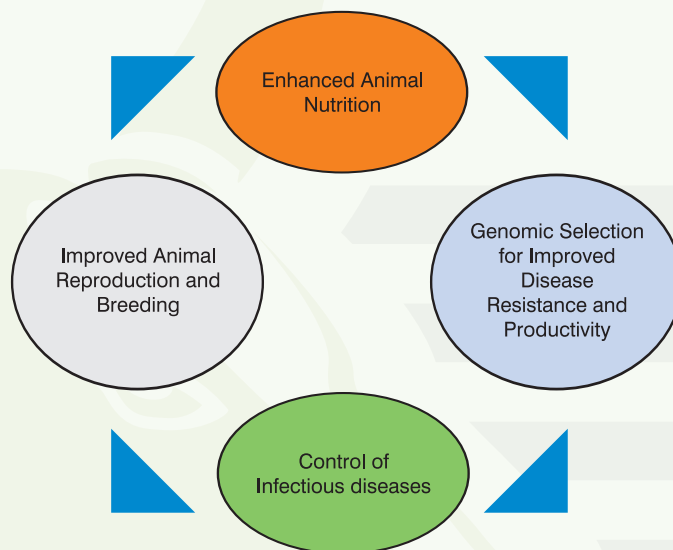 Enhanced Animal
Nutrition
Improved Animal
Reproduction and
Breeding
Genomic Selection
for Improved
Disease
Resistance and
Productivity
Control of
Infectious diseases